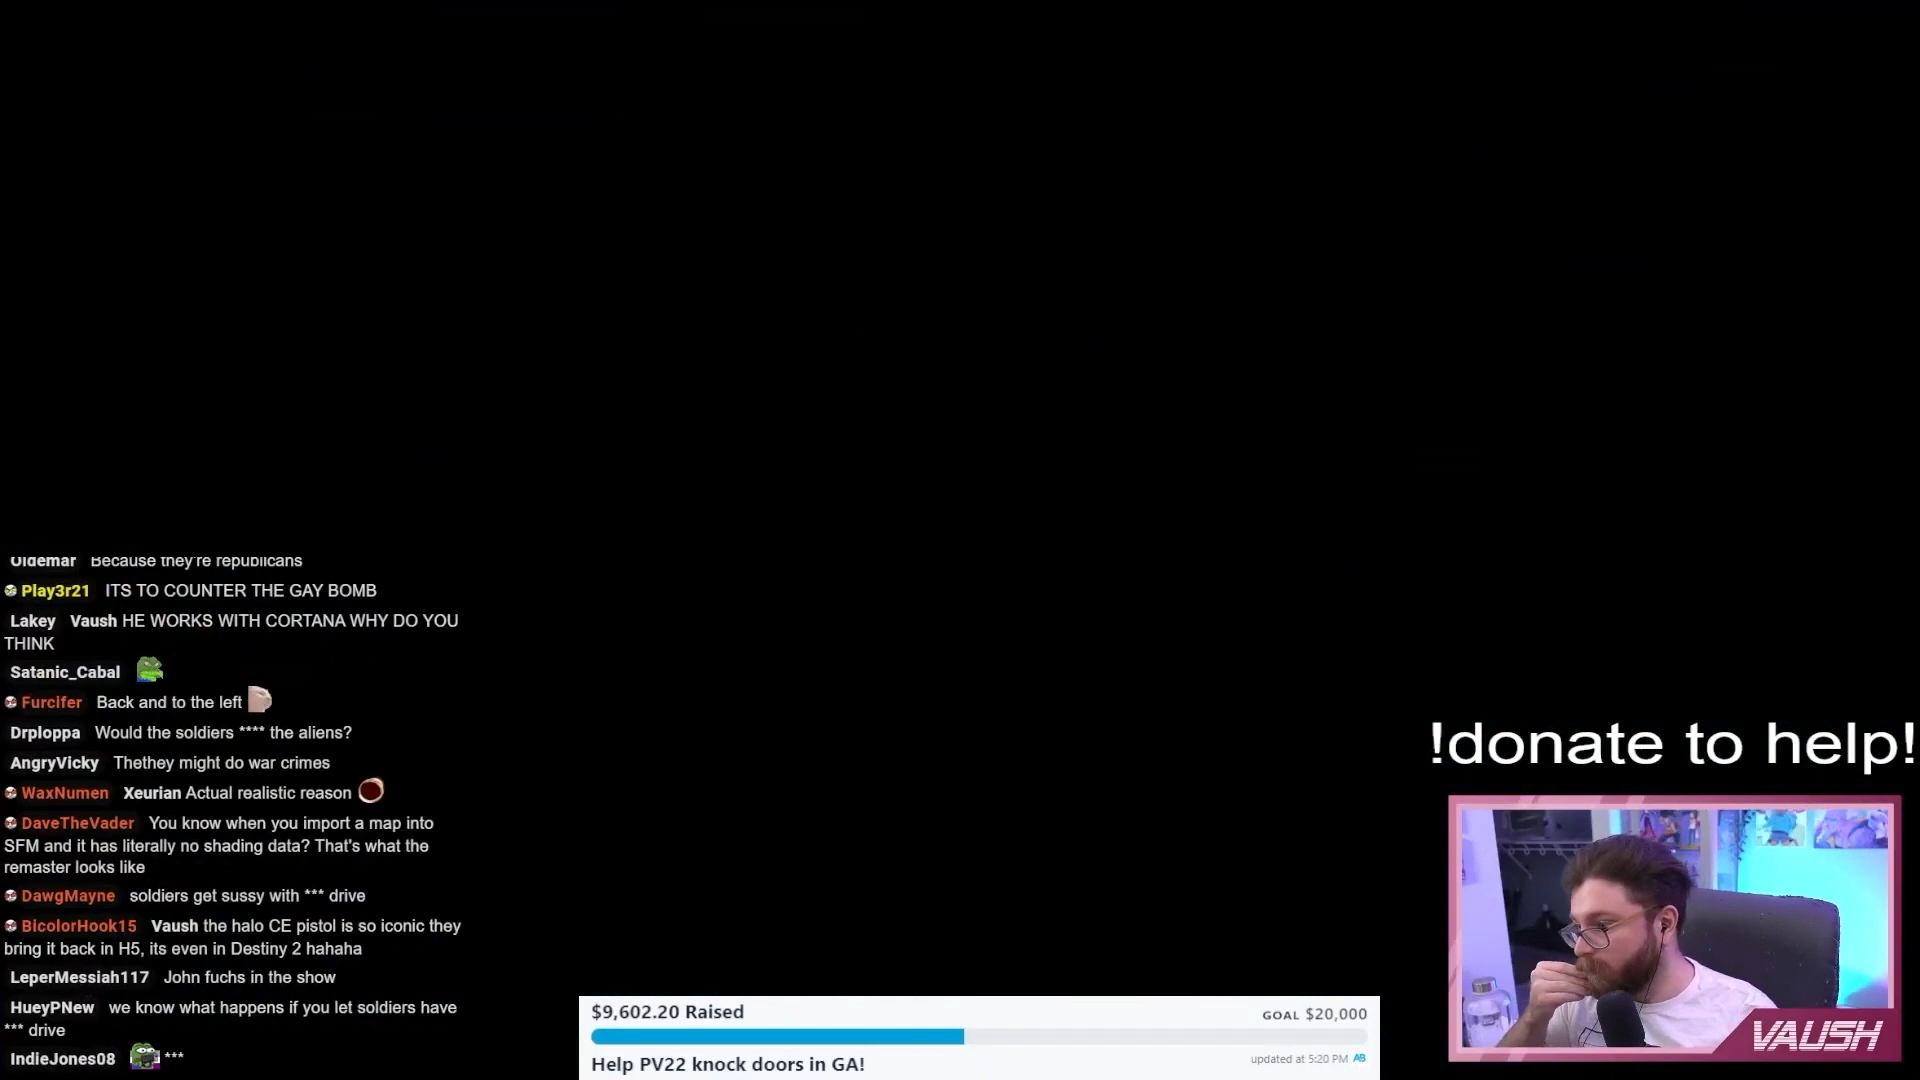 Oldemar Because they're republicans
Play3r21 ITS TO COUNTER THE GAY BOMB
Lakey Vaush HE WORKS WITH CORTANA WHY DO YOU
THINK
Satanic_Cabal
Furcifer Back and to the left
Drploppa Would the soldiers **** the aliens?
AngryVicky Thethey might do war crimes
WaxNumen Xeurian Actual realistic reason
DaveTheVader You know when you import a map into
SFM and it has literally no shading data? That's what the
remaster looks like
DawgMayne soldiers get sussy with *** drive
BicolorHook15 Vaush the halo CE pistol is so iconic they
bring it back in H5, its even in Destiny 2 hahaha
LeperMessiah117 John fuchs in the show
HueyPNew we know what happens if you let soldiers have
*** drive
IndieJones08 ***
$9,602.20 Raised
GOAL $20,000
Help PV22 knock doors in GA!
updated at 5:20 PM AB
!donate to help!
VAUSH